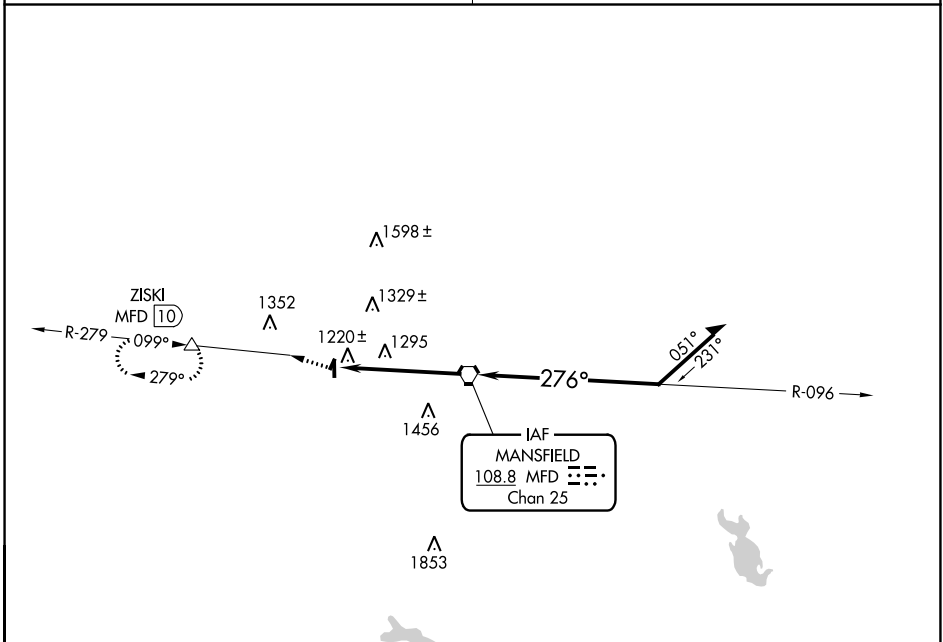 1598 ±
ZISKI
MFD 10
1352
1329 ±
R-279
099°
1220 ±
1295
279°
276°
051°
231°
R-096
1456
IAF
MANSFIELD
108.8 MFD
Chan 25
1853